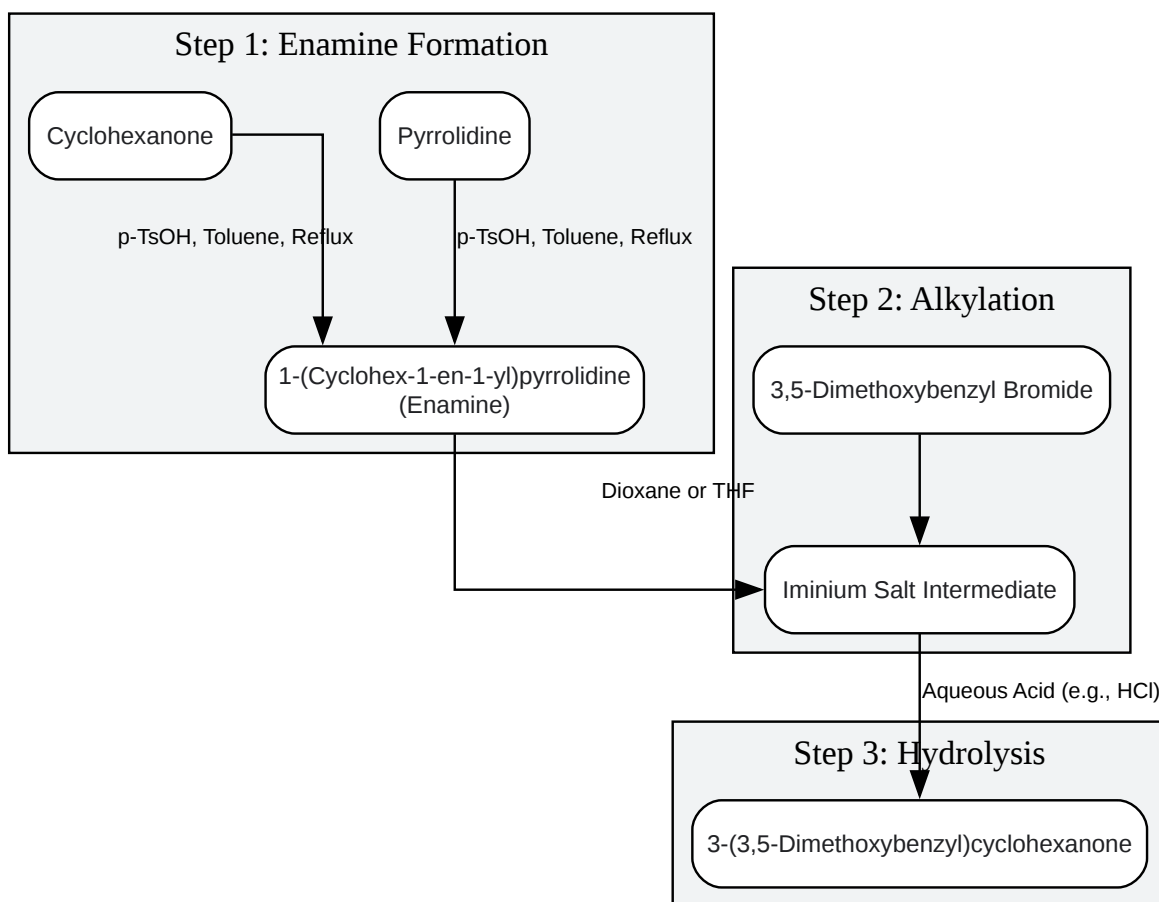 Step 1: Enamine Formation
Cyclohexanone
Pyrrolidine
p-TsOH, Toluene, Reflux
p-TsOH, Toluene, Reflux
1-(Cyclohex-1-en-1-yl)pyrrolidine
(Enamine)
Step 2: Alkylation
3,5-Dimethoxybenzyl Bromide
Dioxane or THF
Iminium Salt Intermediate
Aqueous Acid (e.g., HCl)
Step 3: Hydrolysis
3-(3,5-Dimethoxybenzyl)cyclohexanone